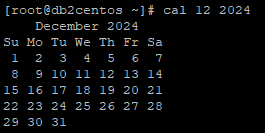 [root@db2centos ~]# cal 12 2024
December 2024
Su Mo Tu We Th Fr Sa
1 2 3 4 5 6 7
8 9 10 11 12 13 14
15 16 17 18 19 20 21
22 23 24 25 26 27 28
29 30 31